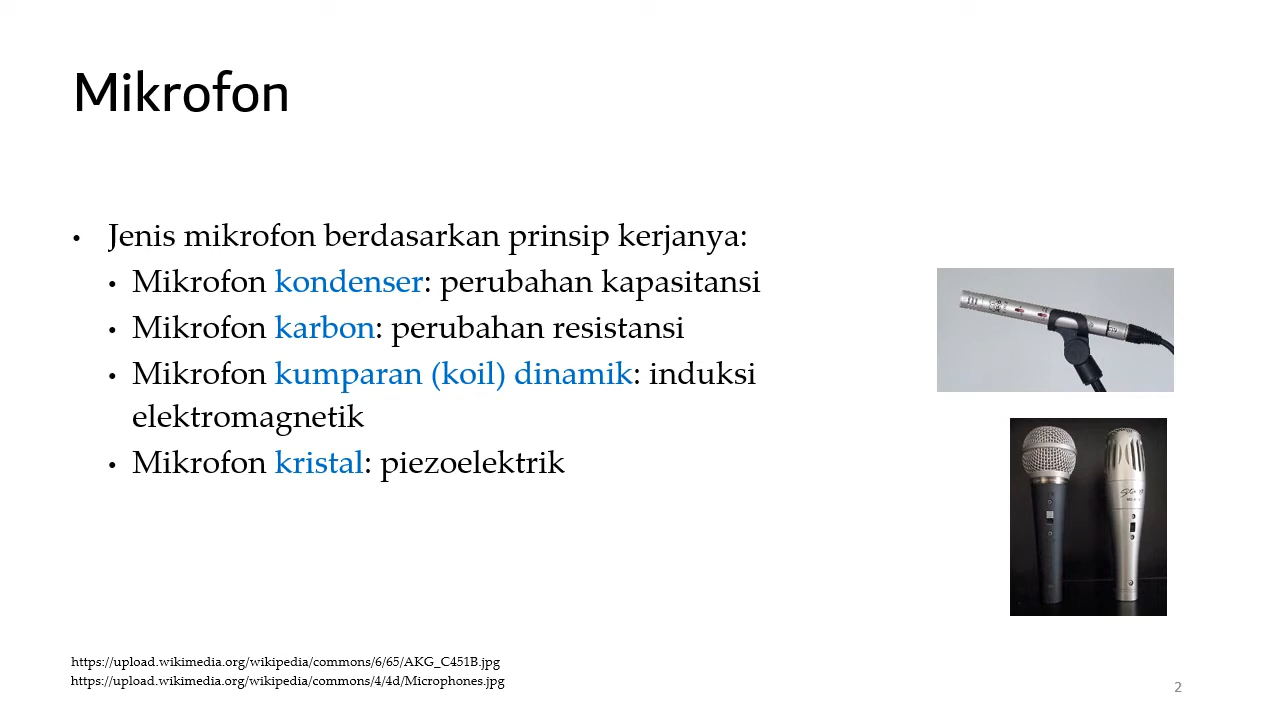 Mikrofon
• Jenis mikrofon berdasarkan prinsip kerjanya:
• Mikrofon kondenser: perubahan kapasitansi
• Mikrofon karbon: perubahan resistansi
• Mikrofon kumparan (koil) dinamik: induksi
elektromagnetik
• Mikrofon kristal: piezoelektrik
https://upload.wikimedia.org/wikipedia/commons/6/65/AKG_C451B.jpg
https://upload.wikimedia.org/wikipedia/commons/4/4d/Microphones.jpg
2